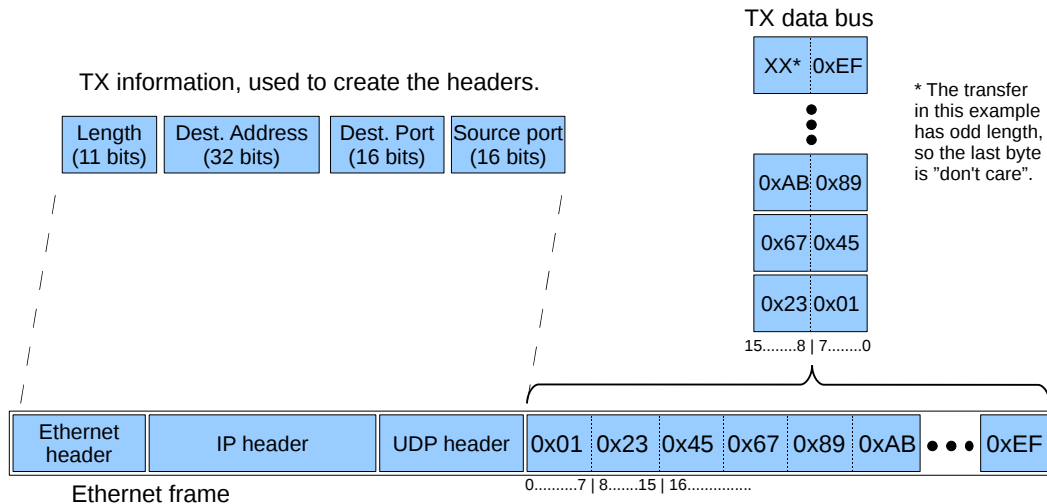 TX data bus
XX* 0xEF
TX information, used to create the headers.
* The transfer
in this example
has odd length,
so the last byte
is ”don't care”.
Length
(11 bits)
Dest. Address
(32 bits)
Dest. Port
(16 bits)
Source port
(16 bits)
0xAB 0x89
0x67 0x45
0x23 0x01
15........8 | 7........0
Ethernet
header
IP header
UDP header
0x01 0x23 0x45 0x67 0x89 0xAB 0xEF
0..........7 | 8.......15 | 16...............
Ethernet frame